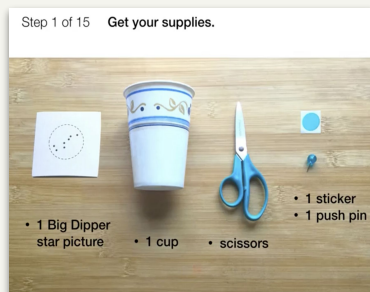 Step 1 of 15 Get your supplies.
• 1 Big Dipper
star picture
• 1 cup
• scissors
• 1 sticker
• 1 push pin